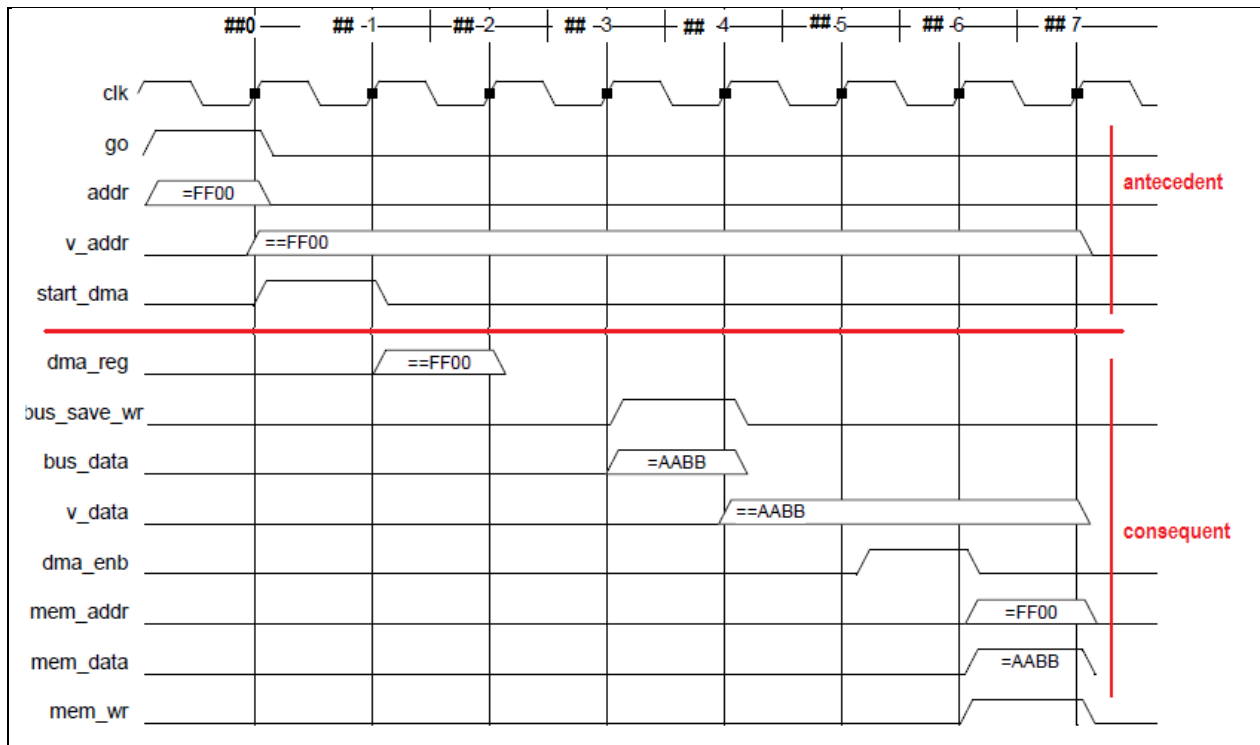 ##0 ## -1 ## -2 ## -3 ## -4 ## -5 ## -6 ## 7
clk
go
addr =FF00
antecedent
v_addr ==FF00
start_dma
dma_reg ==FF00
bus_save_wr
bus_data =AABB
v_data ==AABB
consequent
dma_enb
mem_addr =FF00
mem_data =AABB
mem_wr